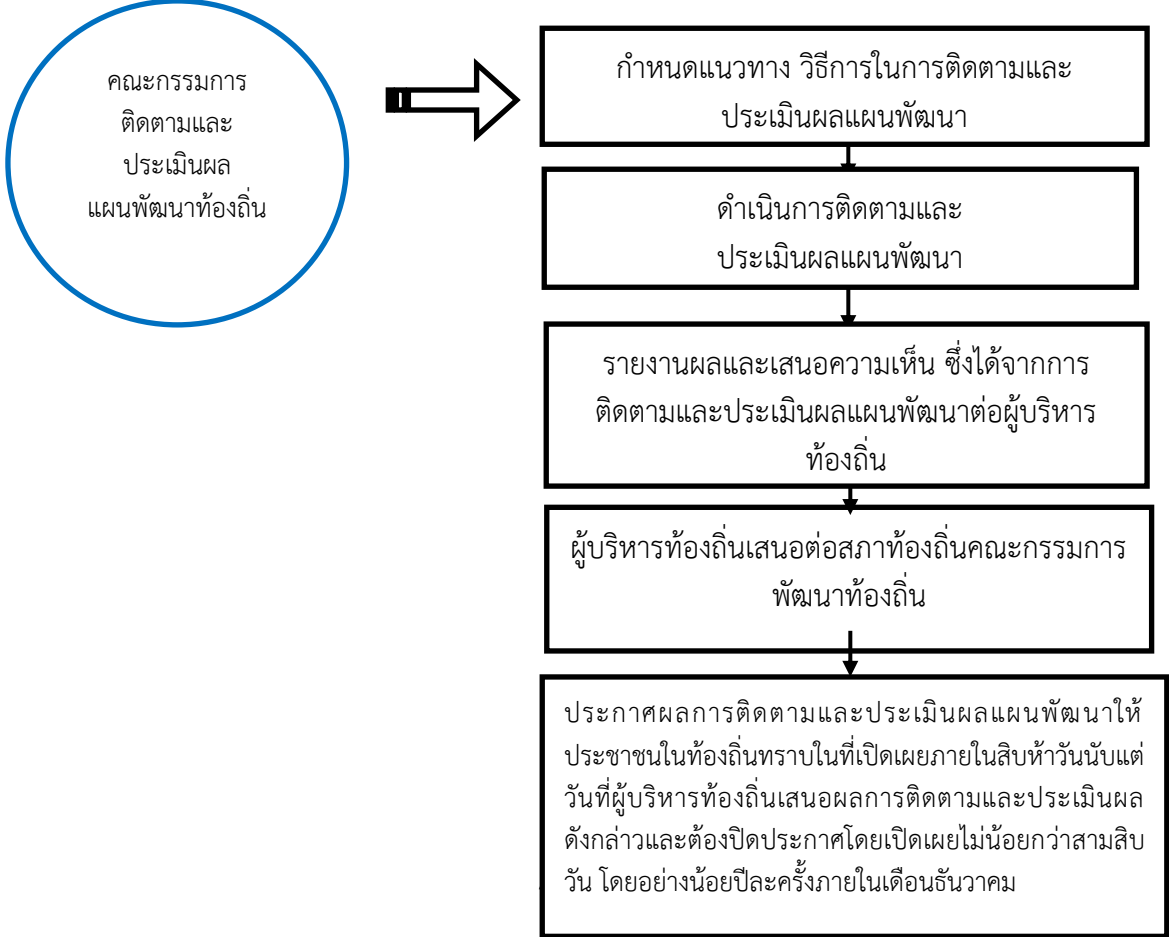 คณะกรรมการ
ติดตามและ
ประเมินผล
แผนพัฒนาท้องถิ่น
กำหนดแนวทาง วิธีการในการติดตามและ
ประเมินผลแผนพัฒนา
ดำเนินการติดตามและ
ประเมินผลแผนพัฒนา
รายงานผลและเสนอความเห็น ซึ่งได้จากการ
ติดตามและประเมินผลแผนพัฒนาต่อผู้บริหาร
ท้องถิ่น
ผู้บริหารท้องถิ่นเสนอต่อสภาท้องถิ่นคณะกรรมการ
พัฒนาท้องถิ่น
ประกาศผลการติดตามและประเมินผลแผนพัฒนาให้
ประชาชนในท้องถิ่นทราบในที่เปิดเผยภายในสิบห้าวันนับแต่
วันที่ผู้บริหารท้องถิ่นเสนอผลการติดตามและประเมินผล
ดังกล่าวและต้องปิดประกาศโดยเปิดเผยไม่น้อยกว่าสามสิบ
วัน โดยอย่างน้อยปีละครั้งภายในเดือนธันวาคม